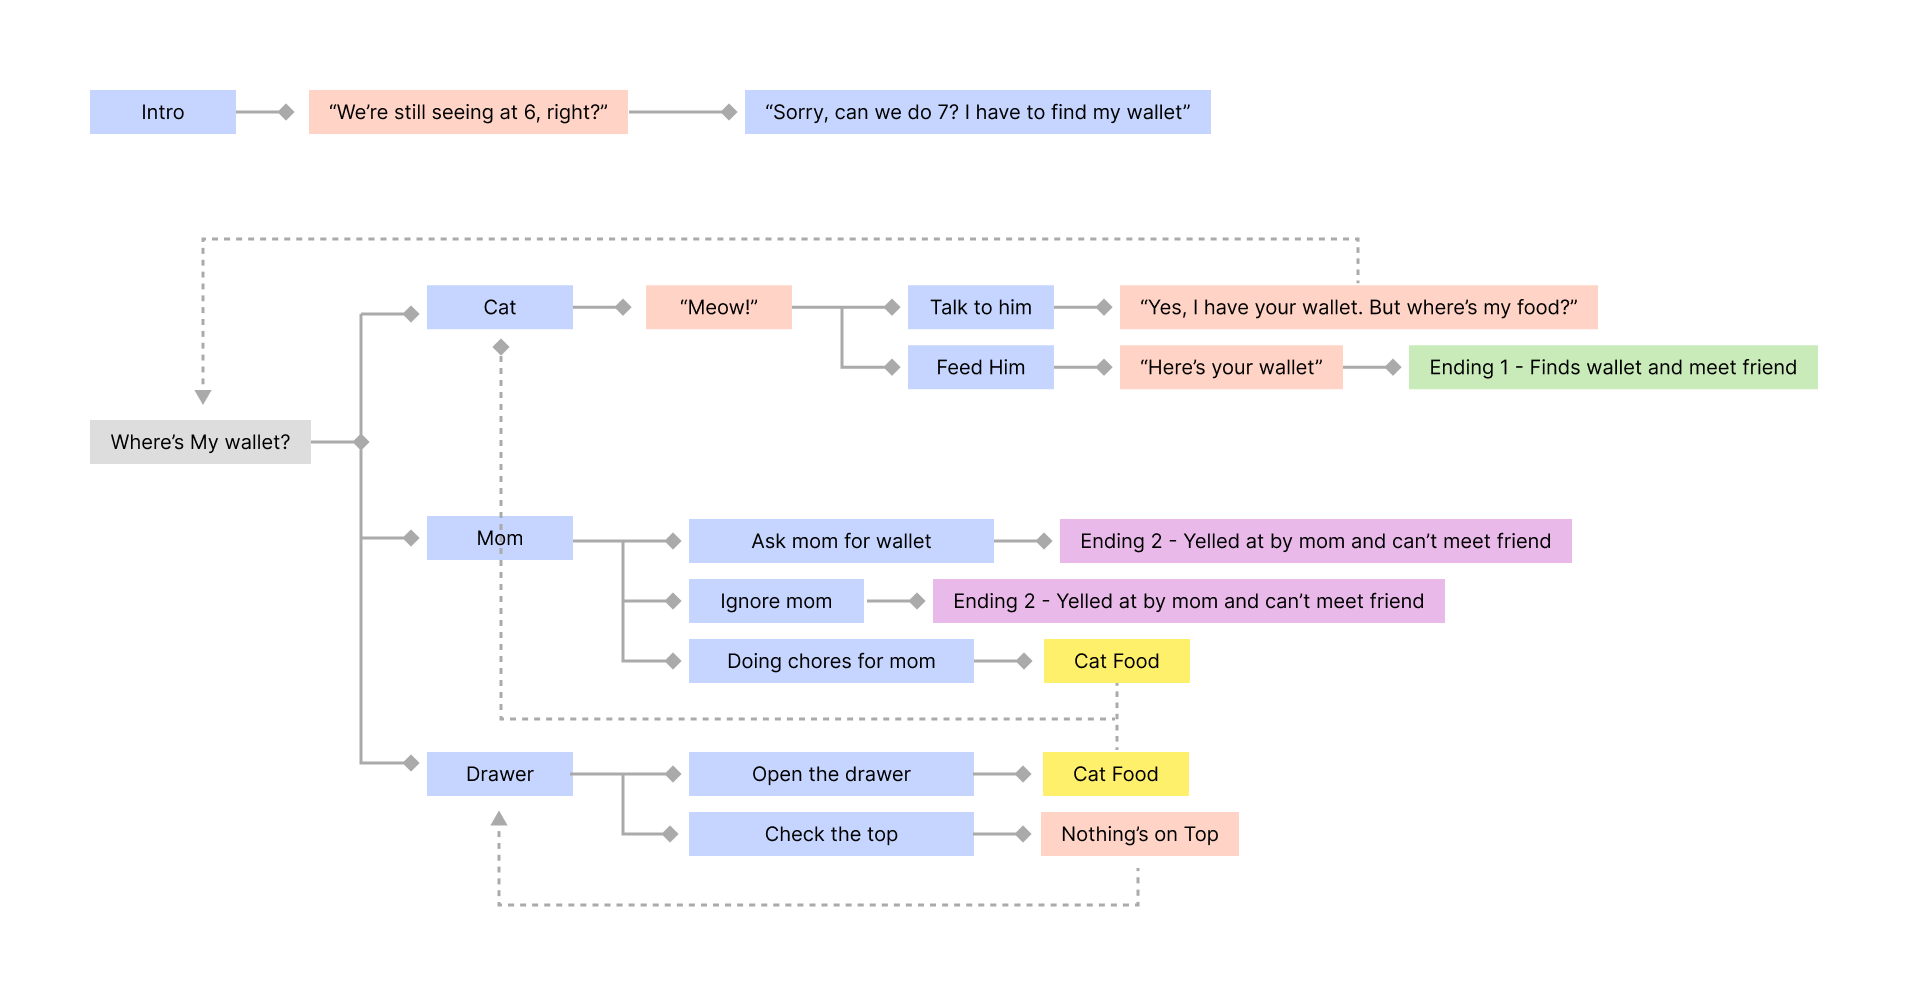 Intro
“We’re still seeing at 6, right?”
“Sorry, can we do 7? I have to find my wallet”
Cat
“Meow!”
Talk to him
“Yes, I have your wallet. But where’s my food?”
Feed Him
“Here’s your wallet”
Ending 1 - Finds wallet and meet friend
Where’s My wallet?
Mom
Ask mom for wallet
Ending 2 - Yelled at by mom and can’t meet friend
Ignore mom
Ending 2 - Yelled at by mom and can’t meet friend
Doing chores for mom
Cat Food
Drawer
Open the drawer
Cat Food
Check the top
Nothing’s on Top